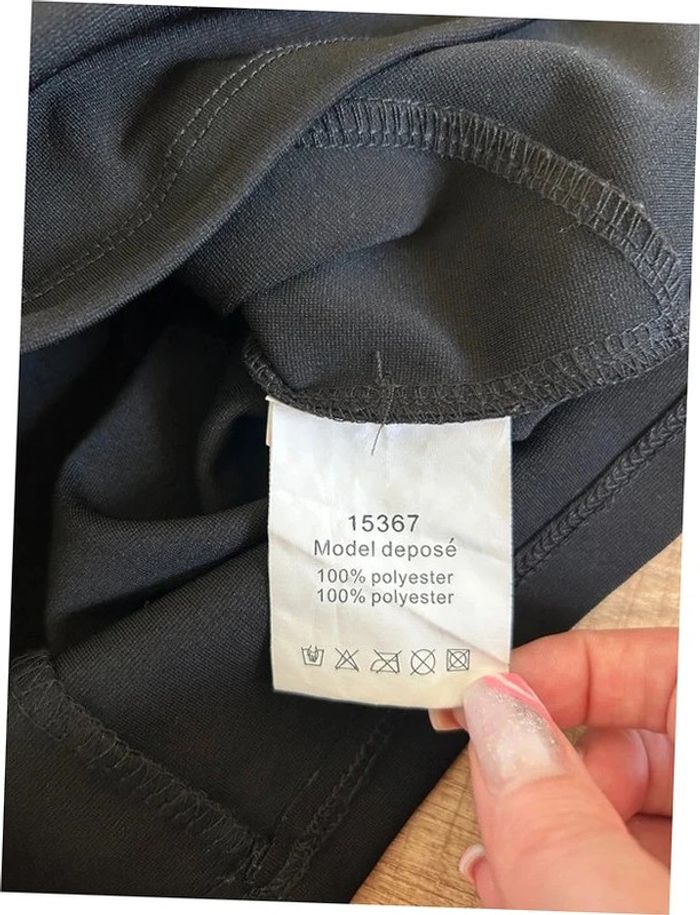 15367
Model deposé
100% polyester
100% polyester